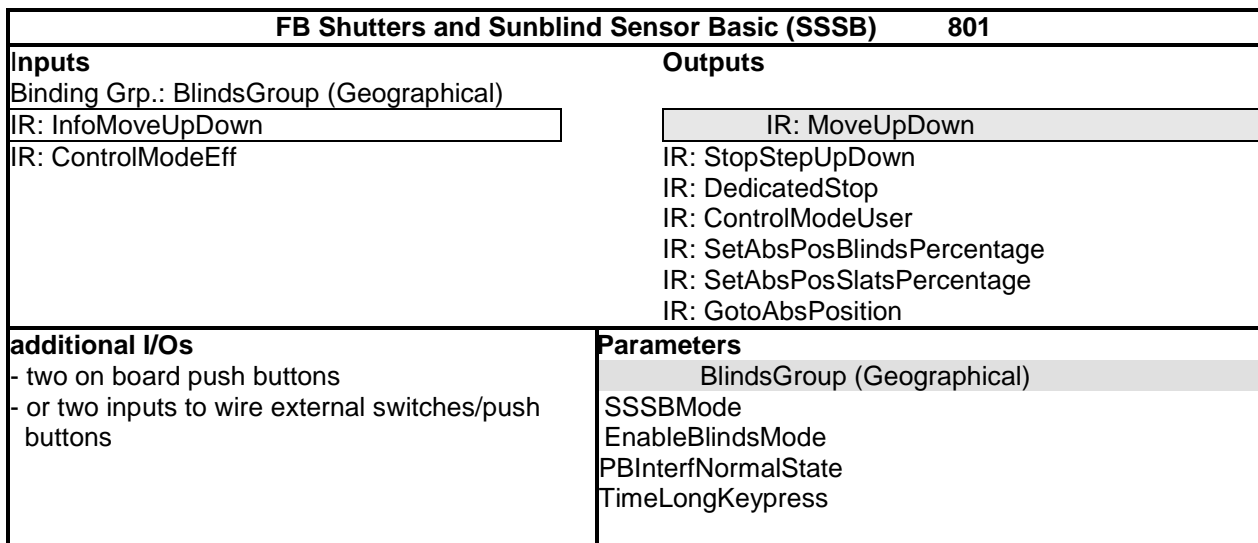 FB Shutters and Sunblind Sensor Basic (SSSB) 801
Inputs
Binding Grp.: BlindsGroup (Geographical)
IR: InfoMoveUpDown
IR: ControlModeEff
Outputs
IR: MoveUpDown
IR: StopStepUpDown
IR: DedicatedStop
IR: ControlModeUser
IR: SetAbsPosBlindsPercentage
IR: SetAbsPosSlatsPercentage
IR: GotoAbsPosition
additional I/Os
- two on board push buttons
- or two inputs to wire external switches/push
buttons
Parameters
BlindsGroup (Geographical)
SSSBMode
EnableBlindsMode
PBInterfNormalState
TimeLongKeypress